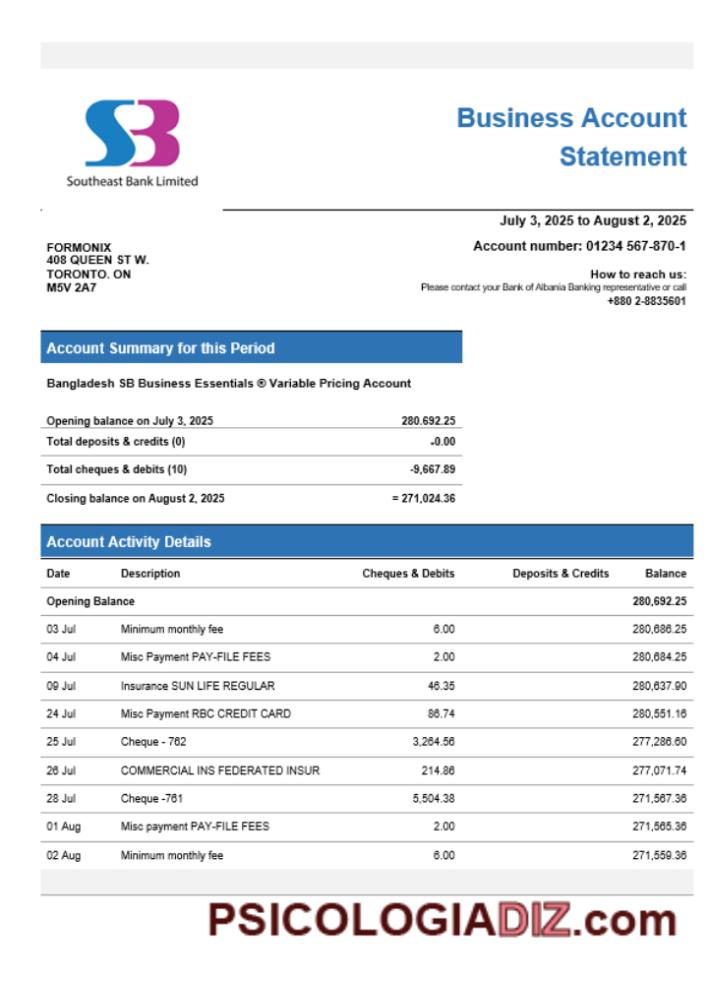 SB
Southeast Bank Limited
Business Account
Statement
July 3, 2025 to August 2, 2025
Account number: 01234 567-870-1
FORMONIX
408 QUEEN ST W.
TORONTO. ON
M5V 2A7
How to reach us:
Please contact your Bank of Albania Banking representative or call
+880 2-8835601
Account Summary for this Period
Bangladesh SB Business Essentials ® Variable Pricing Account
Opening balance on July 3, 2025 280.692.25
Total deposits & credits (0) -0.00
Total cheques & debits (10) -9,667.89
Closing balance on August 2, 2025 = 271,024.36
Account Activity Details
Date Description Cheques & Debits Deposits & Credits Balance
Opening Balance 280,692.25
03 Jul Minimum monthly fee 6.00 280,686.25
04 Jul Misc Payment PAY-FILE FEES 2.00 280,684.25
09 Jul Insurance SUN LIFE REGULAR 46.35 280,637.90
24 Jul Misc Payment RBC CREDIT CARD 86.74 280,551.16
25 Jul Cheque - 762 3,264.56 277,286.60
26 Jul COMMERCIAL INS FEDERATED INSUR 214.86 277,071.74
28 Jul Cheque -761 5,504.38 271,567.36
01 Aug Misc payment PAY-FILE FEES 2.00 271,565.36
02 Aug Minimum monthly fee 6.00 271,559.36
PSICOLOGIADIZ.com